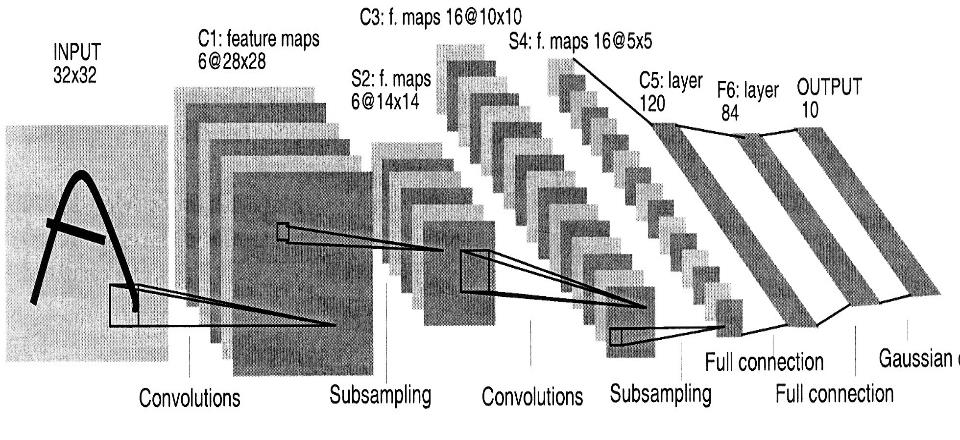 INPUT
32x32
C1: feature maps
6@28x28
S2: f. maps
6@14x14
C3: f. maps 16@10x10
S4: f. maps 16@5x5
C5: layer
120
F6: layer
84
OUTPUT
10
Convolutions
Subsampling
Convolutions
Subsampling
Full connection
Full connection
Gaussian
A